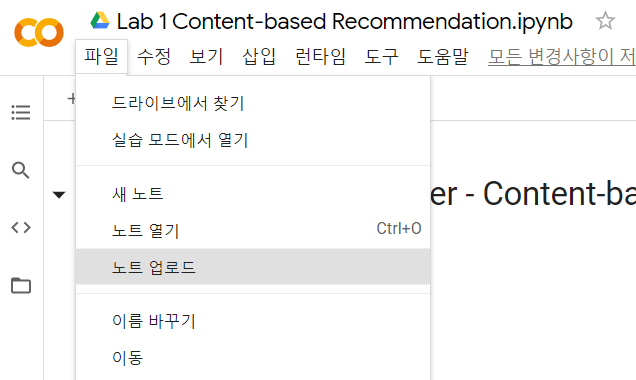 Lab 1 Content-based Recommendation.ipynb
파일 수정 보기 삽입 런타임 도구 도움말 모든 변경사항이 저
+
드라이브에서 찾기
실습 모드에서 열기
er - Content-ba
새 노트
노트 열기 Ctrl+O
노트 업로드
이름 바꾸기
이동